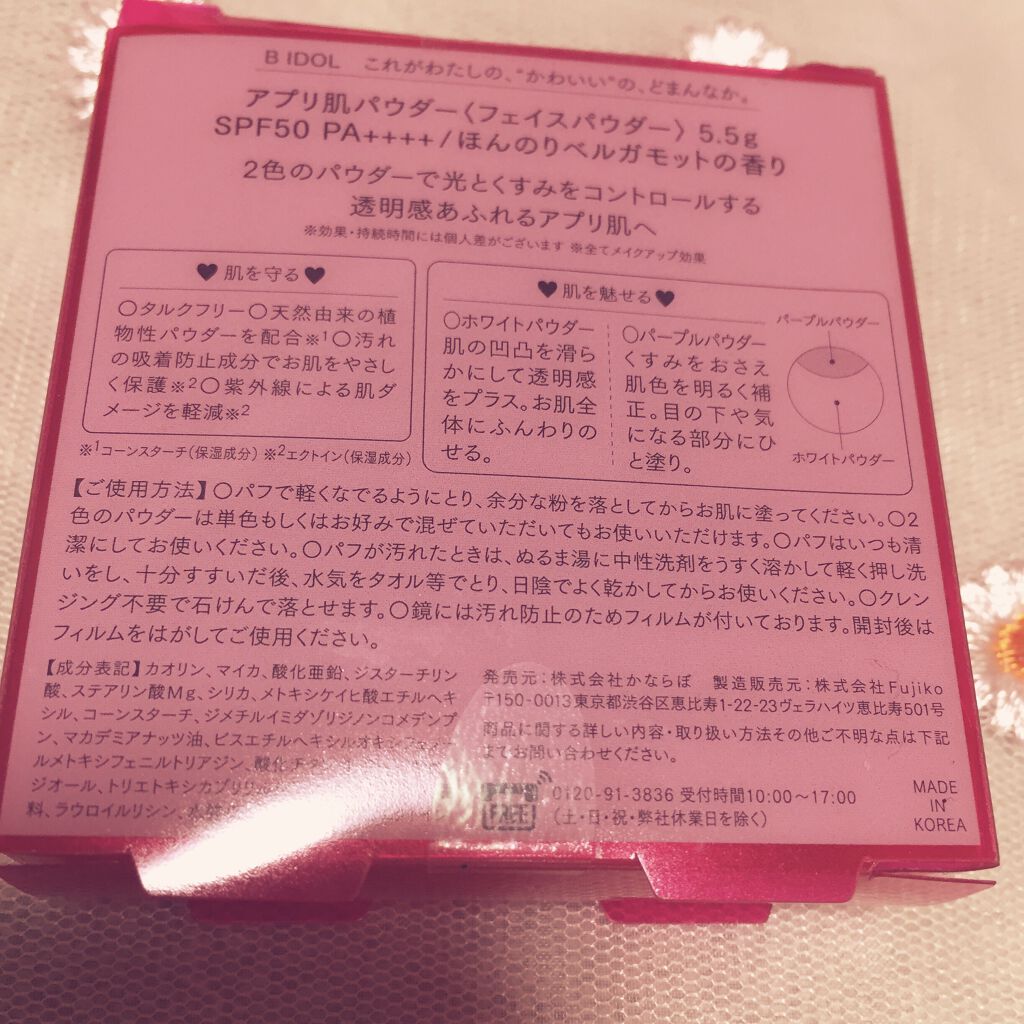 B IDOL これがわたしの、"かわいい"の、どまんなか。
アプリ肌パウダー〈フェイスパウダー〉 5.5g
SPF50 PA++++/ほんのりベルガモットの香り
2色のパウダーで光とくすみをコントロールする
透明感あふれるアプリ肌へ
※効果・持続時間には個人差がございます ※全てメイクアップ効果
♥ 肌を守る ♥
○タルクフリー○天然由来の植
物性パウダーを配合※1○汚れ
の吸着防止成分でお肌をやさし
く保護※2○紫外線による肌ダ
メージを軽減※2
※1コーンスターチ(保湿成分) ※2エクトイン(保湿成分)
♥ 肌を魅せる ♥
○ホワイトパウダー
肌の凹凸を滑ら
かにして透明感
をプラス。お肌全
体にふんわりの
せる。
○パープルパウダー
くすみをおさえ
肌色を明るく補
正。目の下や気
になる部分にひ
と塗り。
パープルパウダー
ホワイトパウダー
【ご使用方法】○パフで軽くなでるようにとり、余分な粉を落としてからお肌に塗ってください。○2
色のパウダーは単色もしくはお好みで混ぜていただいてもお使いいただけます。○パフはいつも清
潔にしてお使いください。○パフが汚れたときは、ぬるま湯に中性洗剤をうすく溶かして軽く押し洗
いをし、十分すすいだ後、水気をタオル等でとり、日陰でよく乾かしてからお使いください。○クレン
ジング不要で石けんで落とせます。○鏡には汚れ防止のためフィルムが付いております。開封後は
フィルムをはがしてご使用ください。
【成分表記】カオリン、マイカ、酸化亜鉛、ジスターチリン
酸、ステアリン酸Mg、シリカ、メトキシケイヒ酸エチルヘキ
シル、コーンスターチ、ジメチルイミダゾリジノンコメデンプ
ン、マカデミアナッツ油、ビスエチルヘキシルオキシフェノー
ルメトキシフェニルトリアジン、酸化チタン
ジオール、トリエトキシカプリリ
料、ラウロイルリシン、
発売元：株式会社かならぼ 製造販売元：株式会社Fujiko
〒150-0013東京都渋谷区恵比寿1-22-23ヴェラハイツ恵比寿501号
商品に関する詳しい内容・取り扱い方法その他ご不明な点は下記
までお問い合わせください。
0120-91-3836 受付時間10:00～17:00
(土・日・祝・弊社休業日を除く)
MADE
IN
KOREA